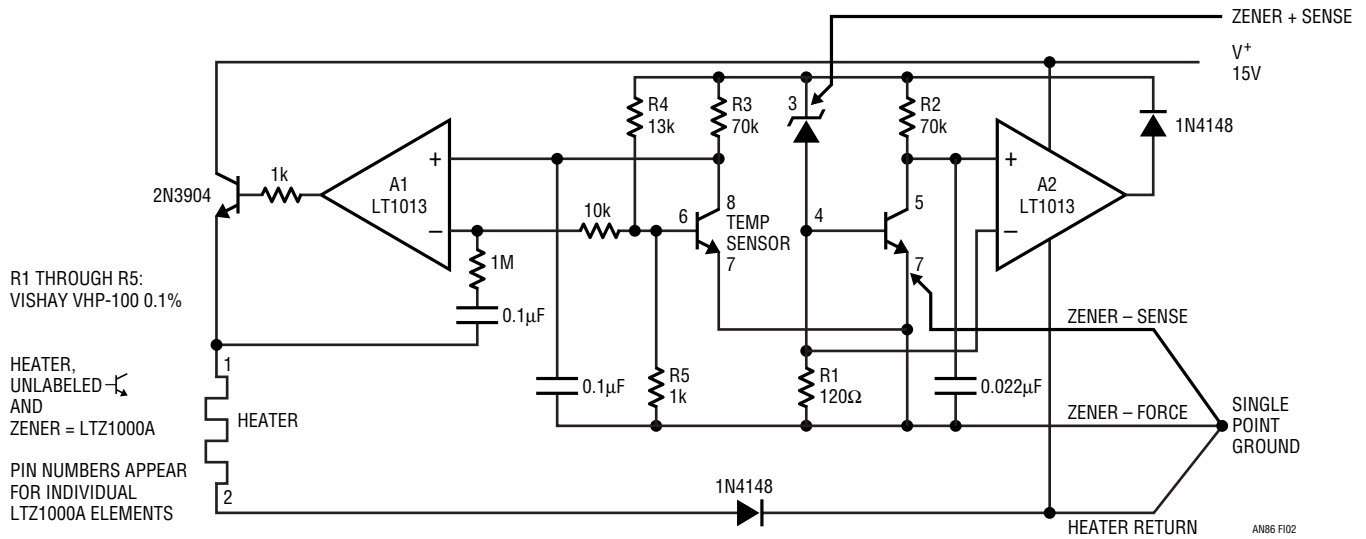 ZENER + SENSE
V+
15V
3
R4
13k
R3
70k
R2
70k
1N4148
+
A1
LT1013
–
1k
2N3904
10k
6
8
TEMP
SENSOR
7
4
5
7
+
A2
LT1013
–
1M
0.1µF
R1 THROUGH R5:
VISHAY VHP-100 0.1%
ZENER – SENSE
HEATER,
UNLABELED
AND
ZENER = LTZ1000A
1
HEATER
2
0.1µF
R5
1k
R1
120Ω
0.022µF
ZENER – FORCE
SINGLE
POINT
GROUND
PIN NUMBERS APPEAR
FOR INDIVIDUAL
LTZ1000A ELEMENTS
1N4148
HEATER RETURN
AN86 FI02